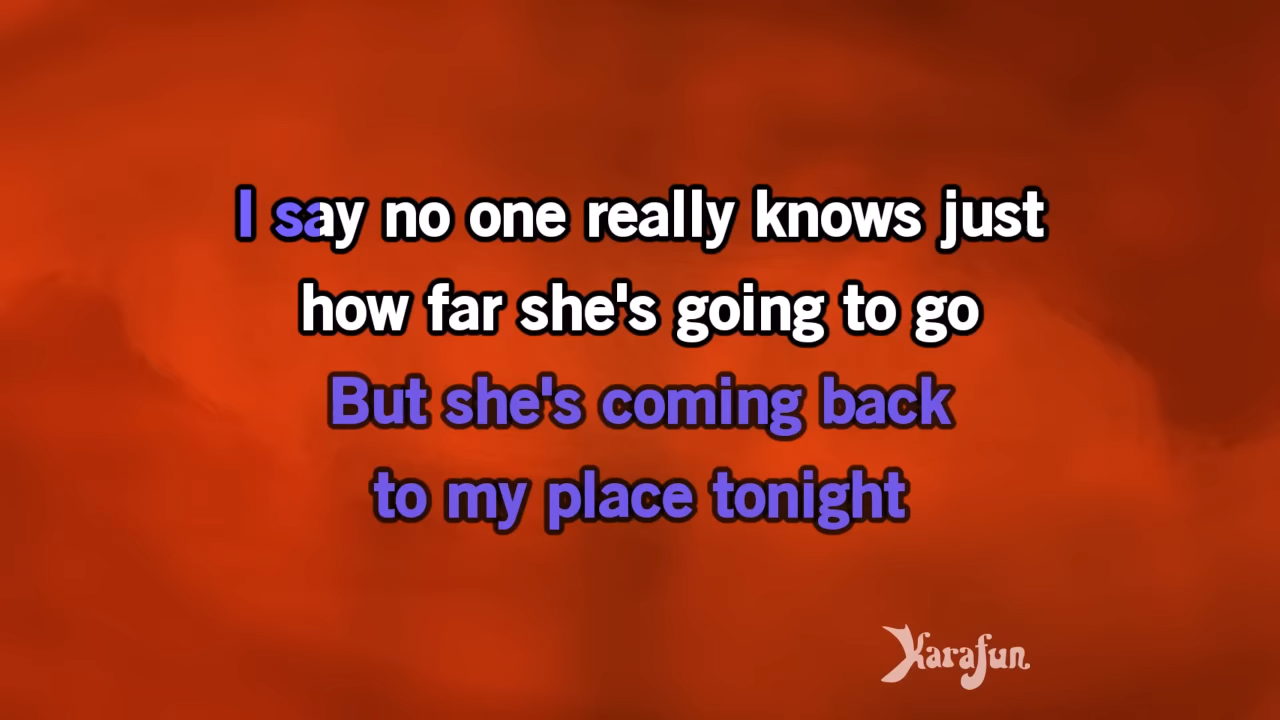 I say no one really knows just
how far she's going to go
But she's coming back
to my place tonight
Karafun